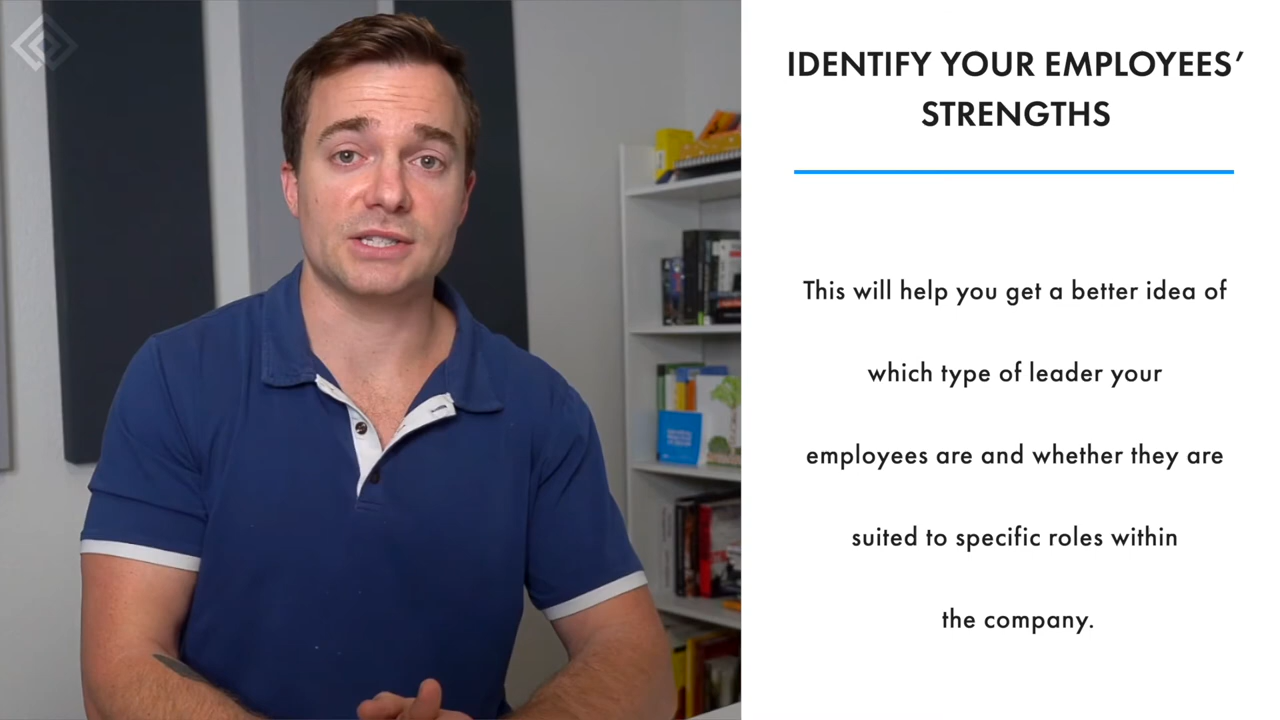 IDENTIFY YOUR EMPLOYEES’
STRENGTHS
This will help you get a better idea of
which type of leader your
employees are and whether they are
suited to specific roles within
the company.